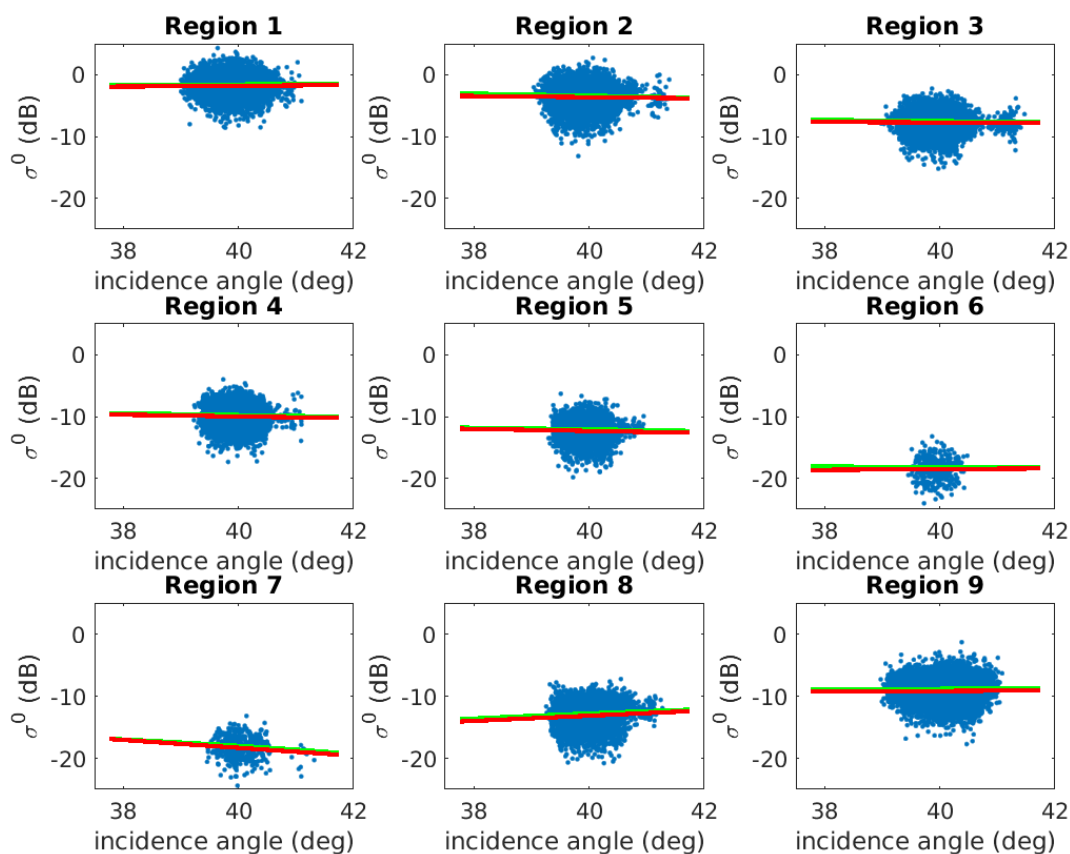 Region 1
Region 2
Region 3
0
-10
-20
σ⁰ (dB)
38
40
42
incidence angle (deg)
0
-10
-20
σ⁰ (dB)
38
40
42
incidence angle (deg)
0
-10
-20
σ⁰ (dB)
38
40
42
incidence angle (deg)
Region 4
Region 5
Region 6
0
-10
-20
σ⁰ (dB)
38
40
42
incidence angle (deg)
0
-10
-20
σ⁰ (dB)
38
40
42
incidence angle (deg)
0
-10
-20
σ⁰ (dB)
38
40
42
incidence angle (deg)
Region 7
Region 8
Region 9
0
-10
-20
σ⁰ (dB)
38
40
42
incidence angle (deg)
0
-10
-20
σ⁰ (dB)
38
40
42
incidence angle (deg)
0
-10
-20
σ⁰ (dB)
38
40
42
incidence angle (deg)